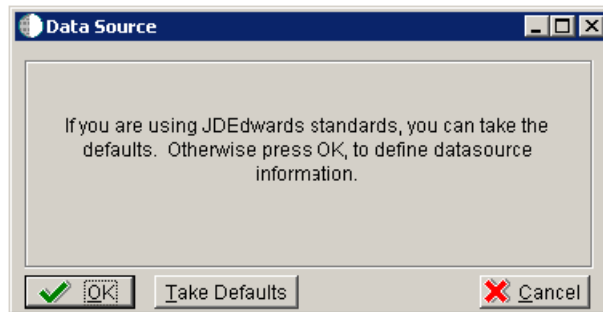 Data Source
If you are using JDEdwards standards, you can take the
defaults. Otherwise press OK, to define datasource
information.
OK
Take Defaults
Cancel